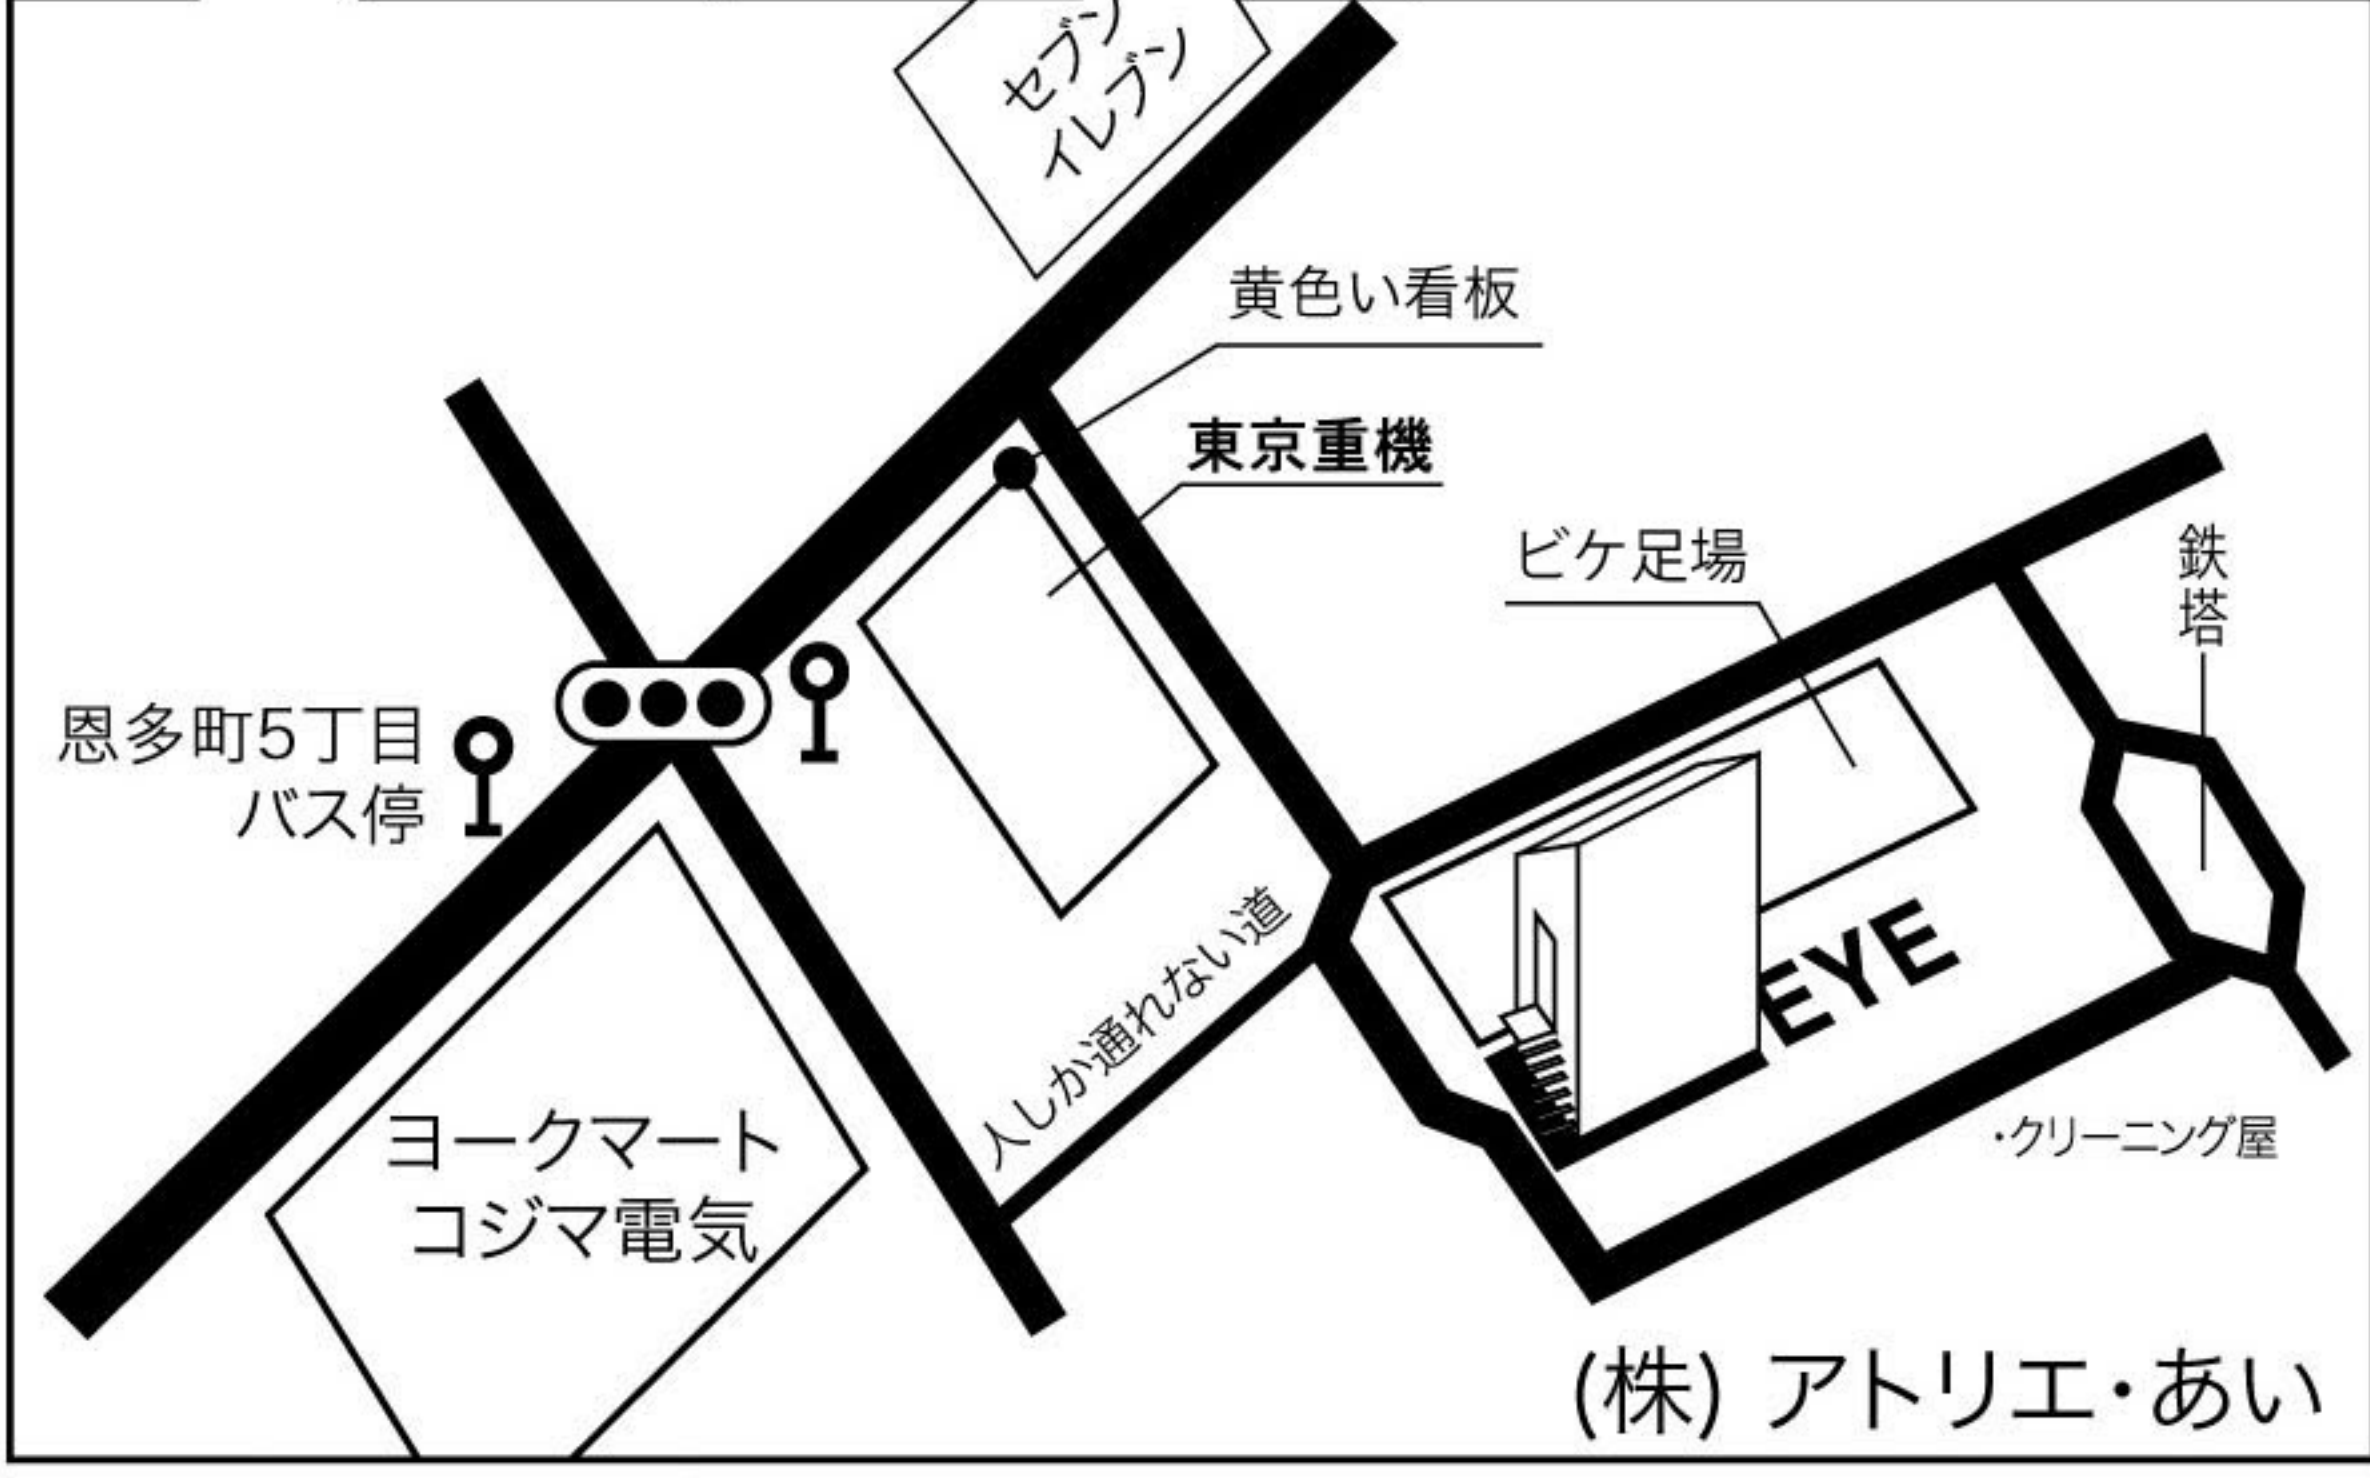 セブン
イレブン
黄色い看板
東京重機
ビケ足場
鉄塔
恩多町5丁目
バス停
人しか通れない道
EYE
・クリーニング屋
ヨークマート
コジマ電気
(株) アトリエ・あい